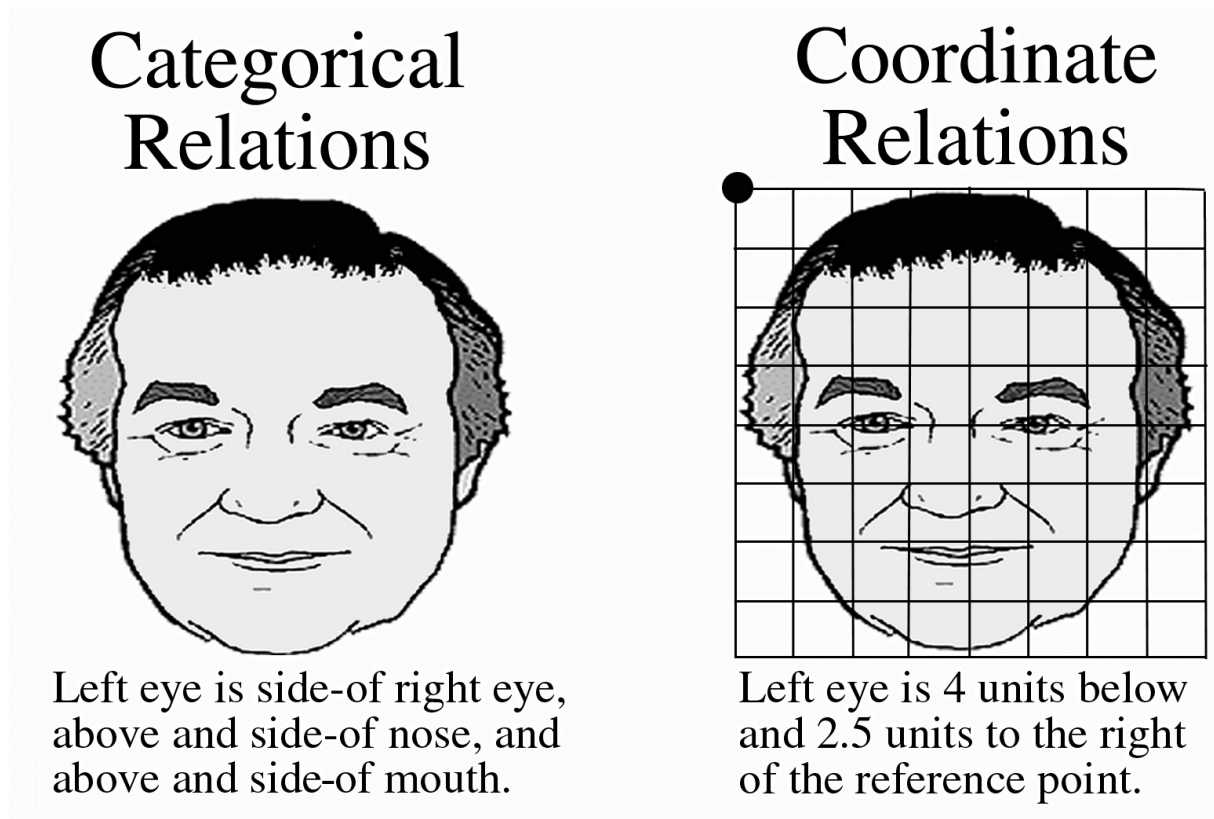 Categorical
Relations
Left eye is side-of right eye,
above and side-of nose, and
above and side-of mouth.
Coordinate
Relations
Left eye is 4 units below
and 2.5 units to the right
of the reference point.